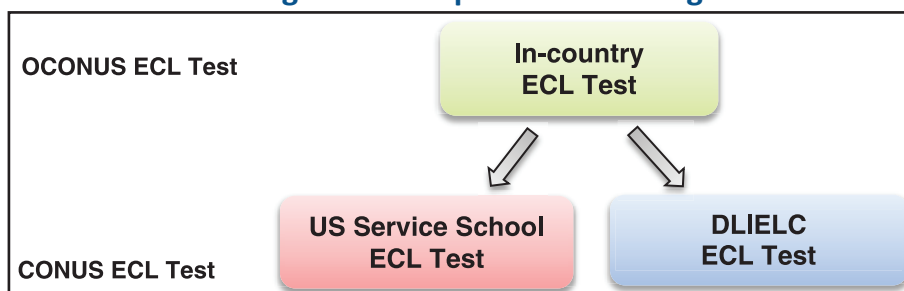 In-country
OCONUS ECL Test
ECL Test
US Service School
ECL Test
DLIELC
ECL Test
CONUS ECL Test